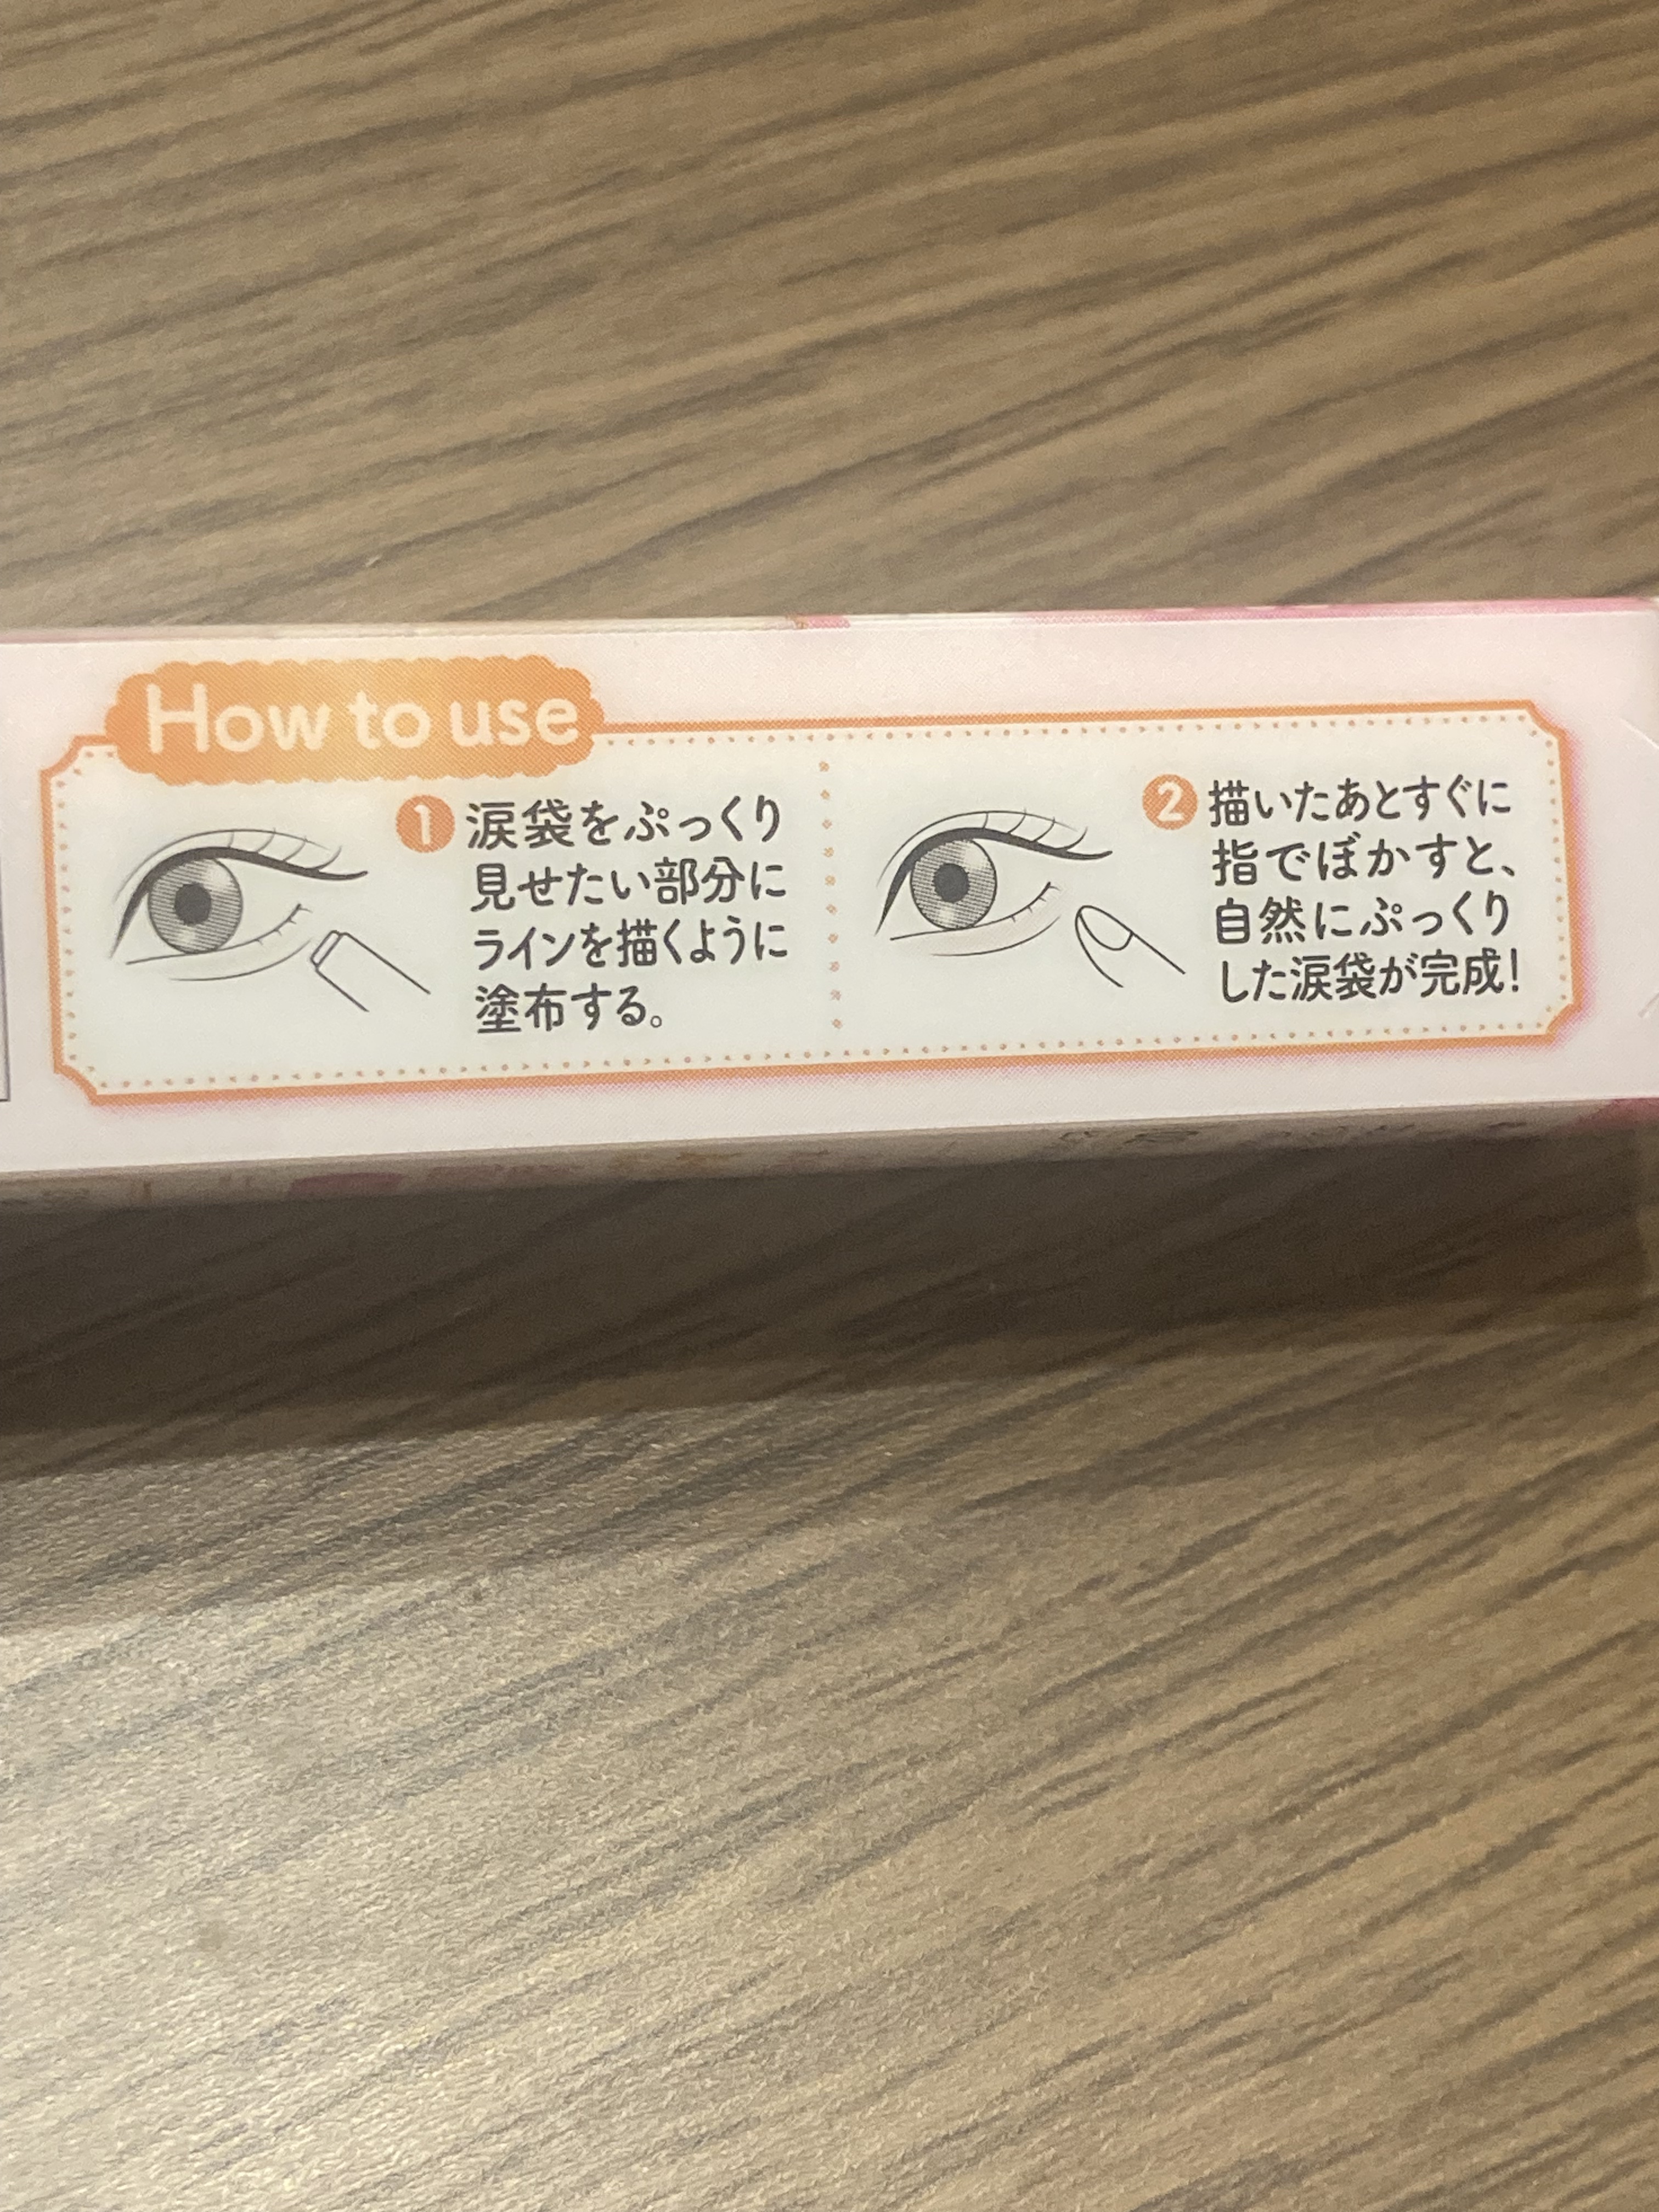 How to use
1 涙袋をぷっくり
見せたい部分に
ラインを描くように
塗布する。
2 描いたあとすぐに
指でぼかすと、
自然にぷっくり
した涙袋が完成!